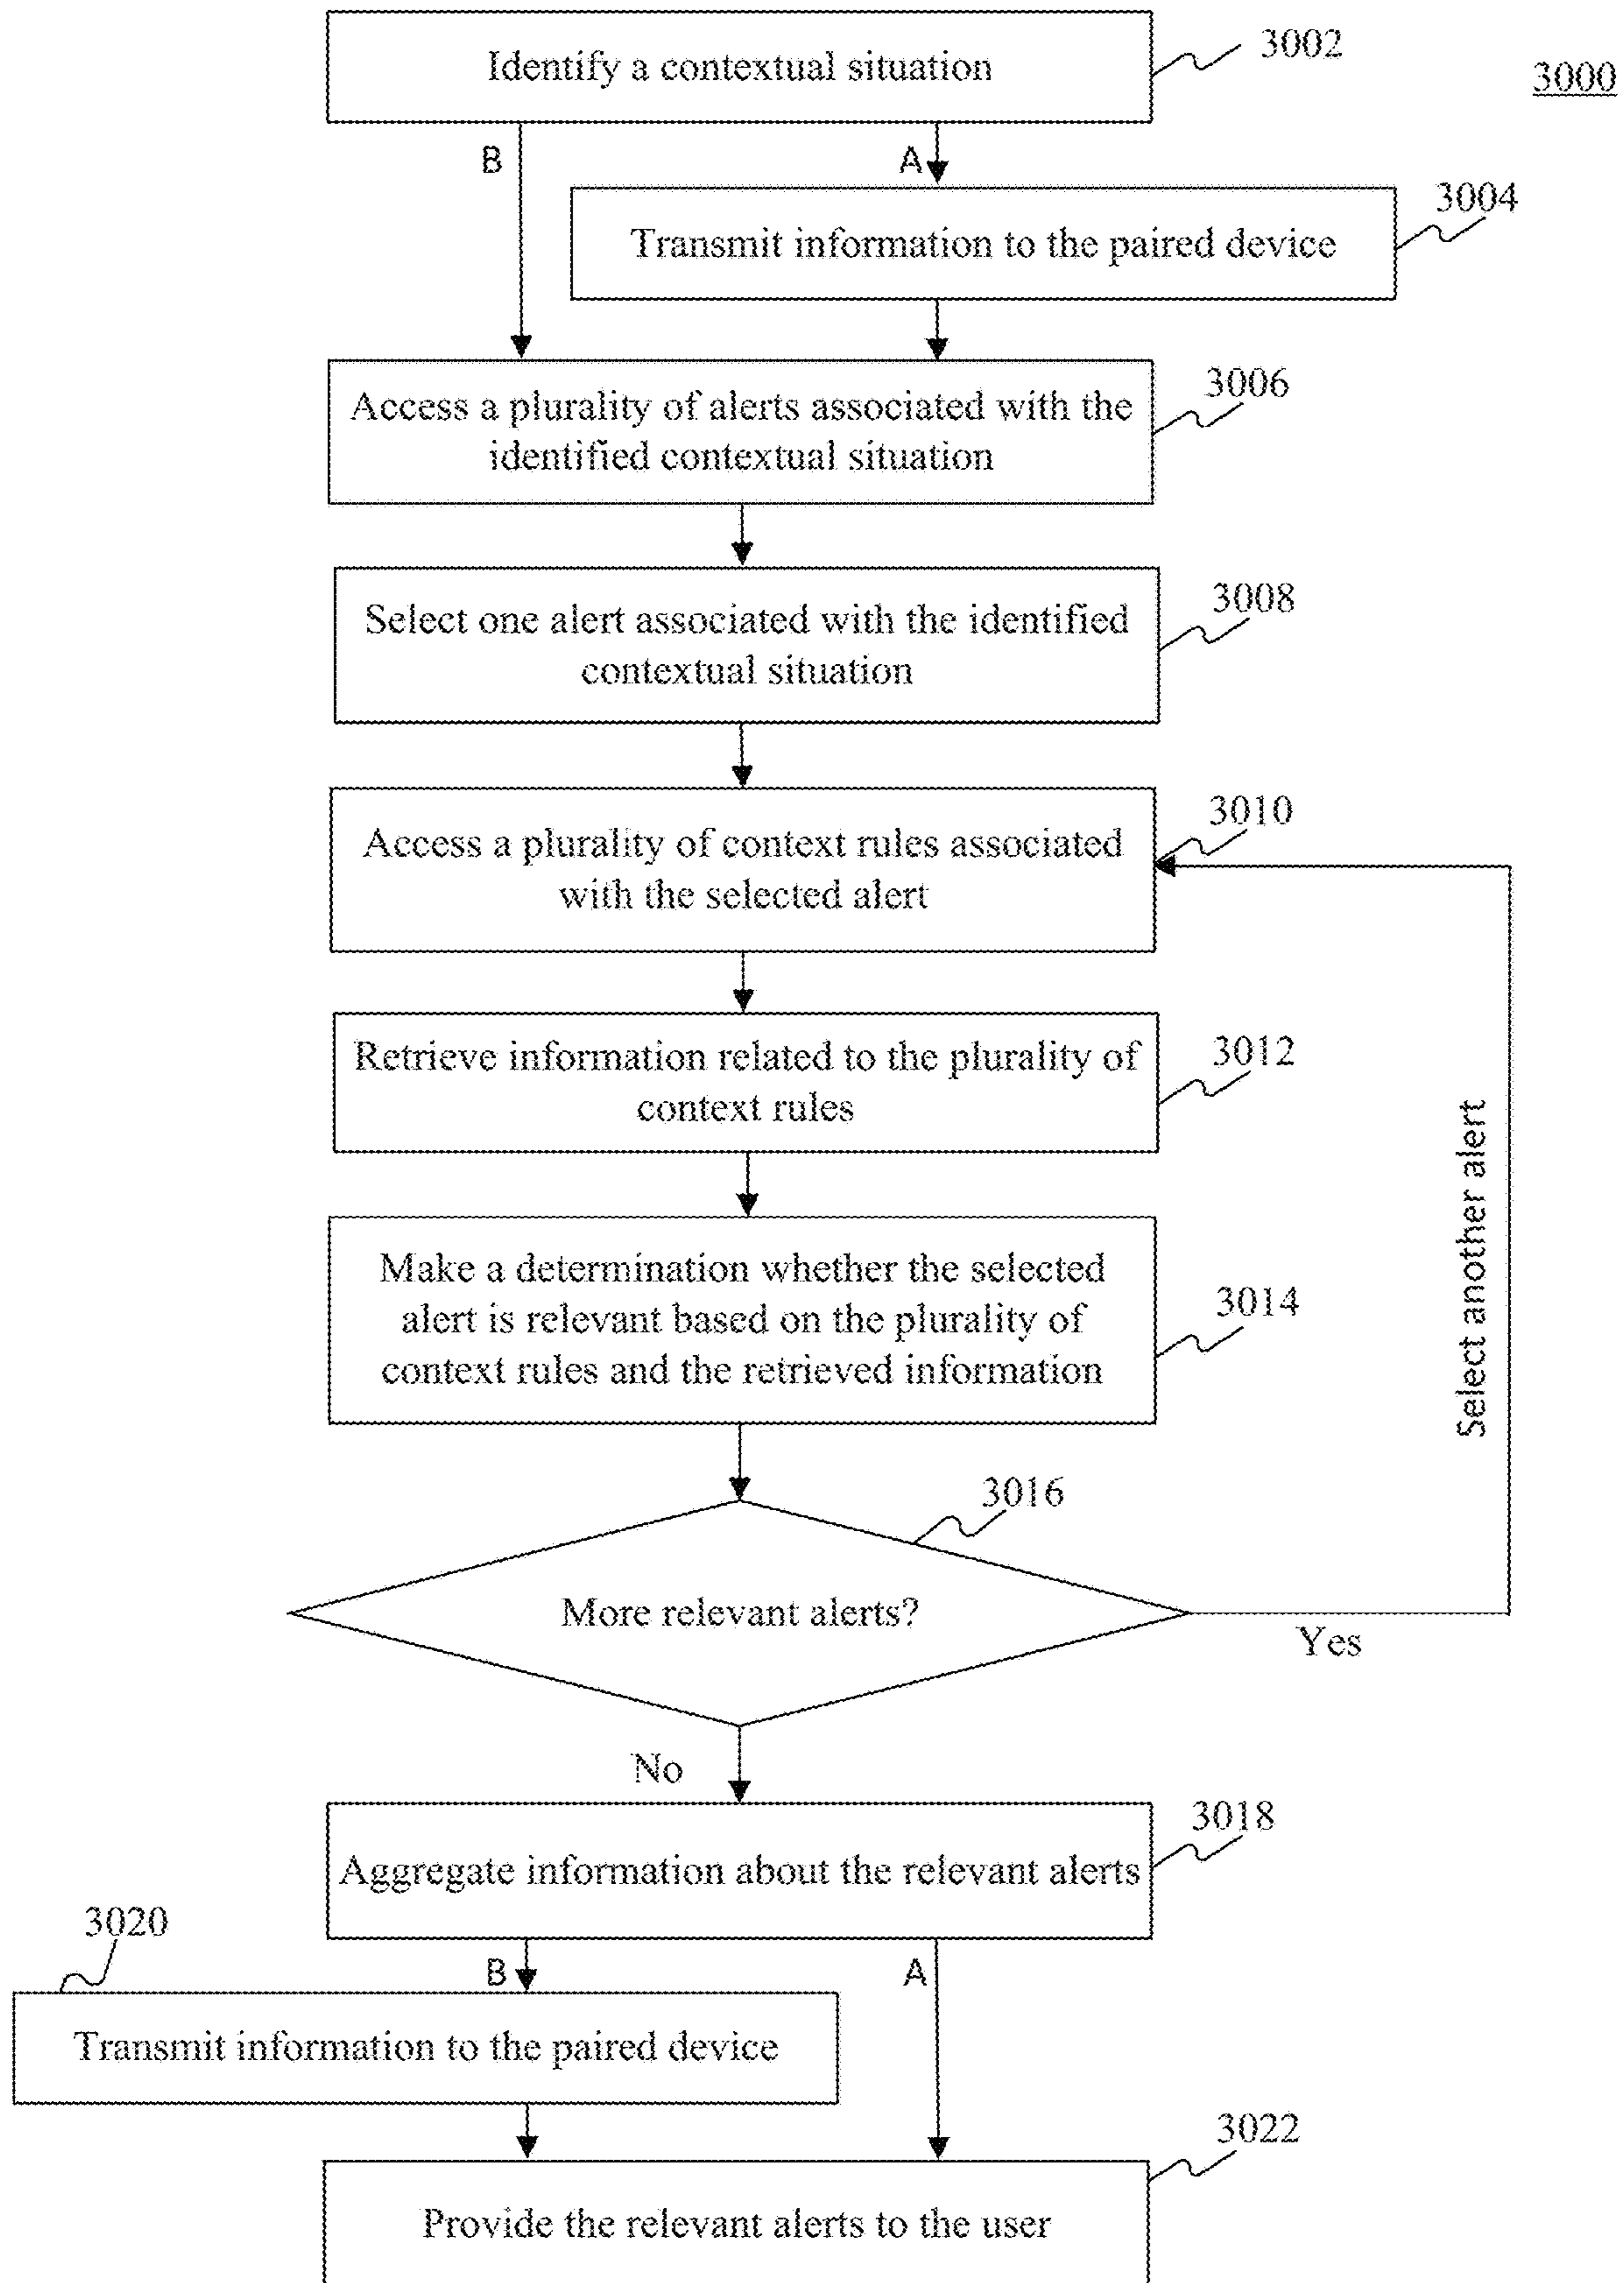 Identify a contextual situation
3002
3000
B
A
3004
Transmit information to the paired device
3006
Access a plurality of alerts associated with the
identified contextual situation
3008
Select one alert associated with the identified
contextual situation
3010
Access a plurality of context rules associated
with the selected alert
3012
Retrieve information related to the plurality of
context rules
Select another alert
3014
Make a determination whether the selected
alert is relevant based on the plurality of
context rules and the retrieved information
3016
More relevant alerts?
Yes
No
3018
Aggregate information about the relevant alerts
3020
B
A
Transmit information to the paired device
3022
Provide the relevant alerts to the user